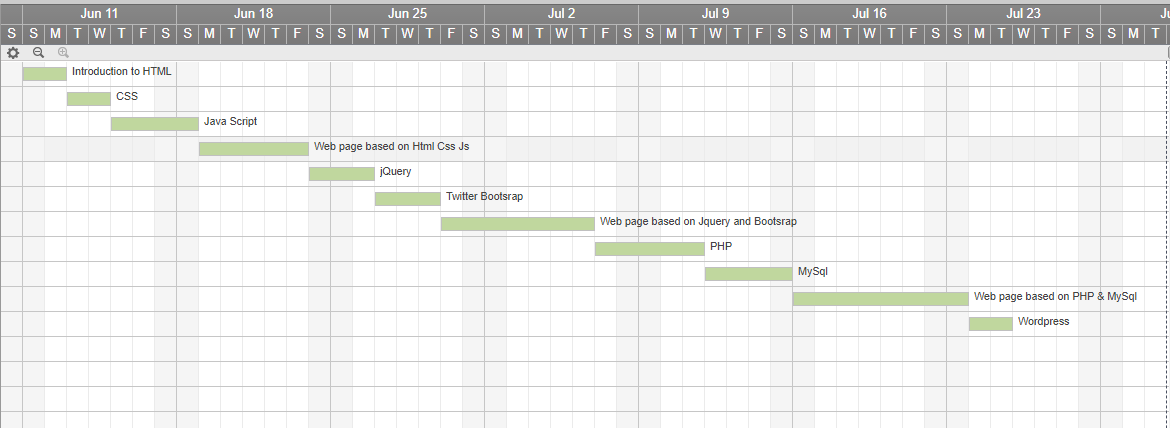 Jun 11 Jun 18 Jun 25 Jul 2 Jul 9 Jul 16 Jul 23
S S M T W T F S S M T W T F S S M T W T F S S M T W T F S S M T W T F S S M T W T F S S M T W T F S S M T
Introduction to HTML
CSS
Java Script
Web page based on Html Css Js
jQuery
Twitter Bootsrap
Web page based on Jquery and Bootsrap
PHP
MySql
Web page based on PHP & MySql
Wordpress